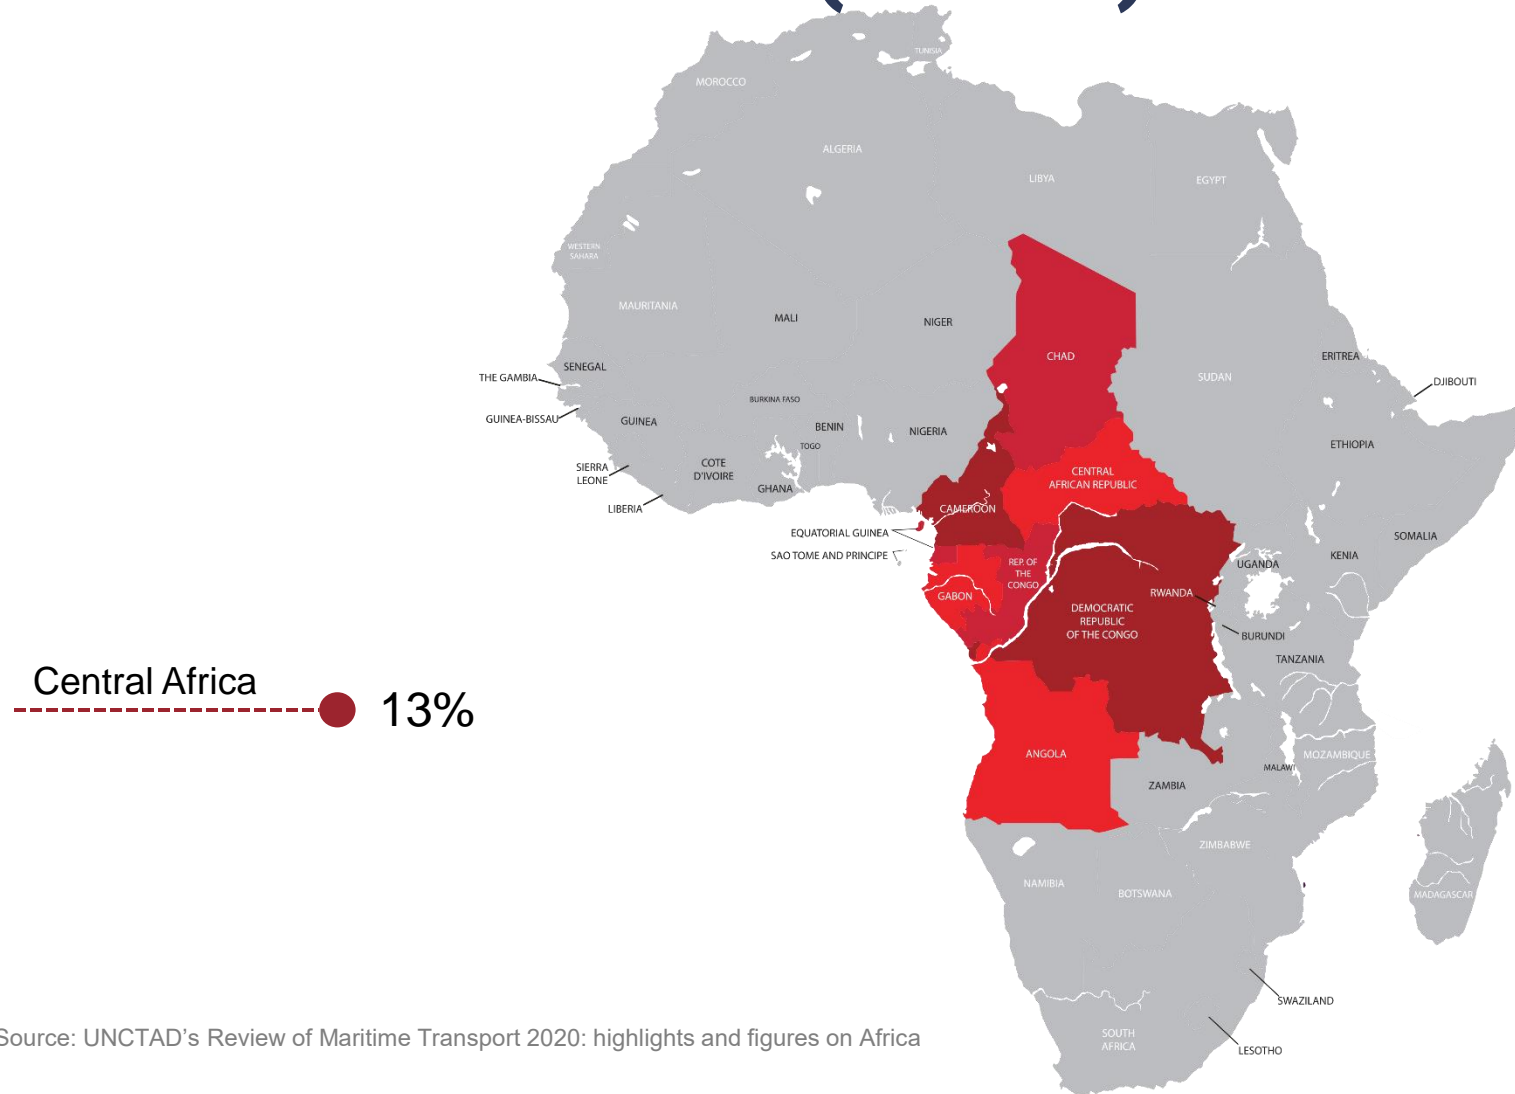 TUNISIA
MOROCCO
ALGERIA
LIBYA
EGYPT
WESTERN
SAHARA
MAURITANIA
MALI
NIGER
CHAD
SUDAN
ERITREA
DJIBOUTI
SENEGAL
THE GAMBIA
GUINEA-BISSAU
GUINEA
BURKINA FASO
BENIN
TOGO
NIGERIA
ETHIOPIA
SIERRA
LEONE
COTE
D'IVOIRE
GHANA
LIBERIA
CENTRAL
AFRICAN REPUBLIC
CAMEROON
EQUATORIAL GUINEA
SAO TOME AND PRINCIPE
SOMALIA
KENIA
UGANDA
REP. OF
THE
CONGO
GABON
RWANDA
DEMOCRATIC
REPUBLIC
OF THE CONGO
BURUNDI
TANZANIA
Central Africa
13%
ANGOLA
MALAWI
MOZAMBIQUE
ZAMBIA
ZIMBABWE
NAMIBIA
BOTSWANA
MADAGASCAR
SWAZILAND
SOUTH
AFRICA
LESOTHO
Source: UNCTAD's Review of Maritime Transport 2020: highlights and figures on Africa